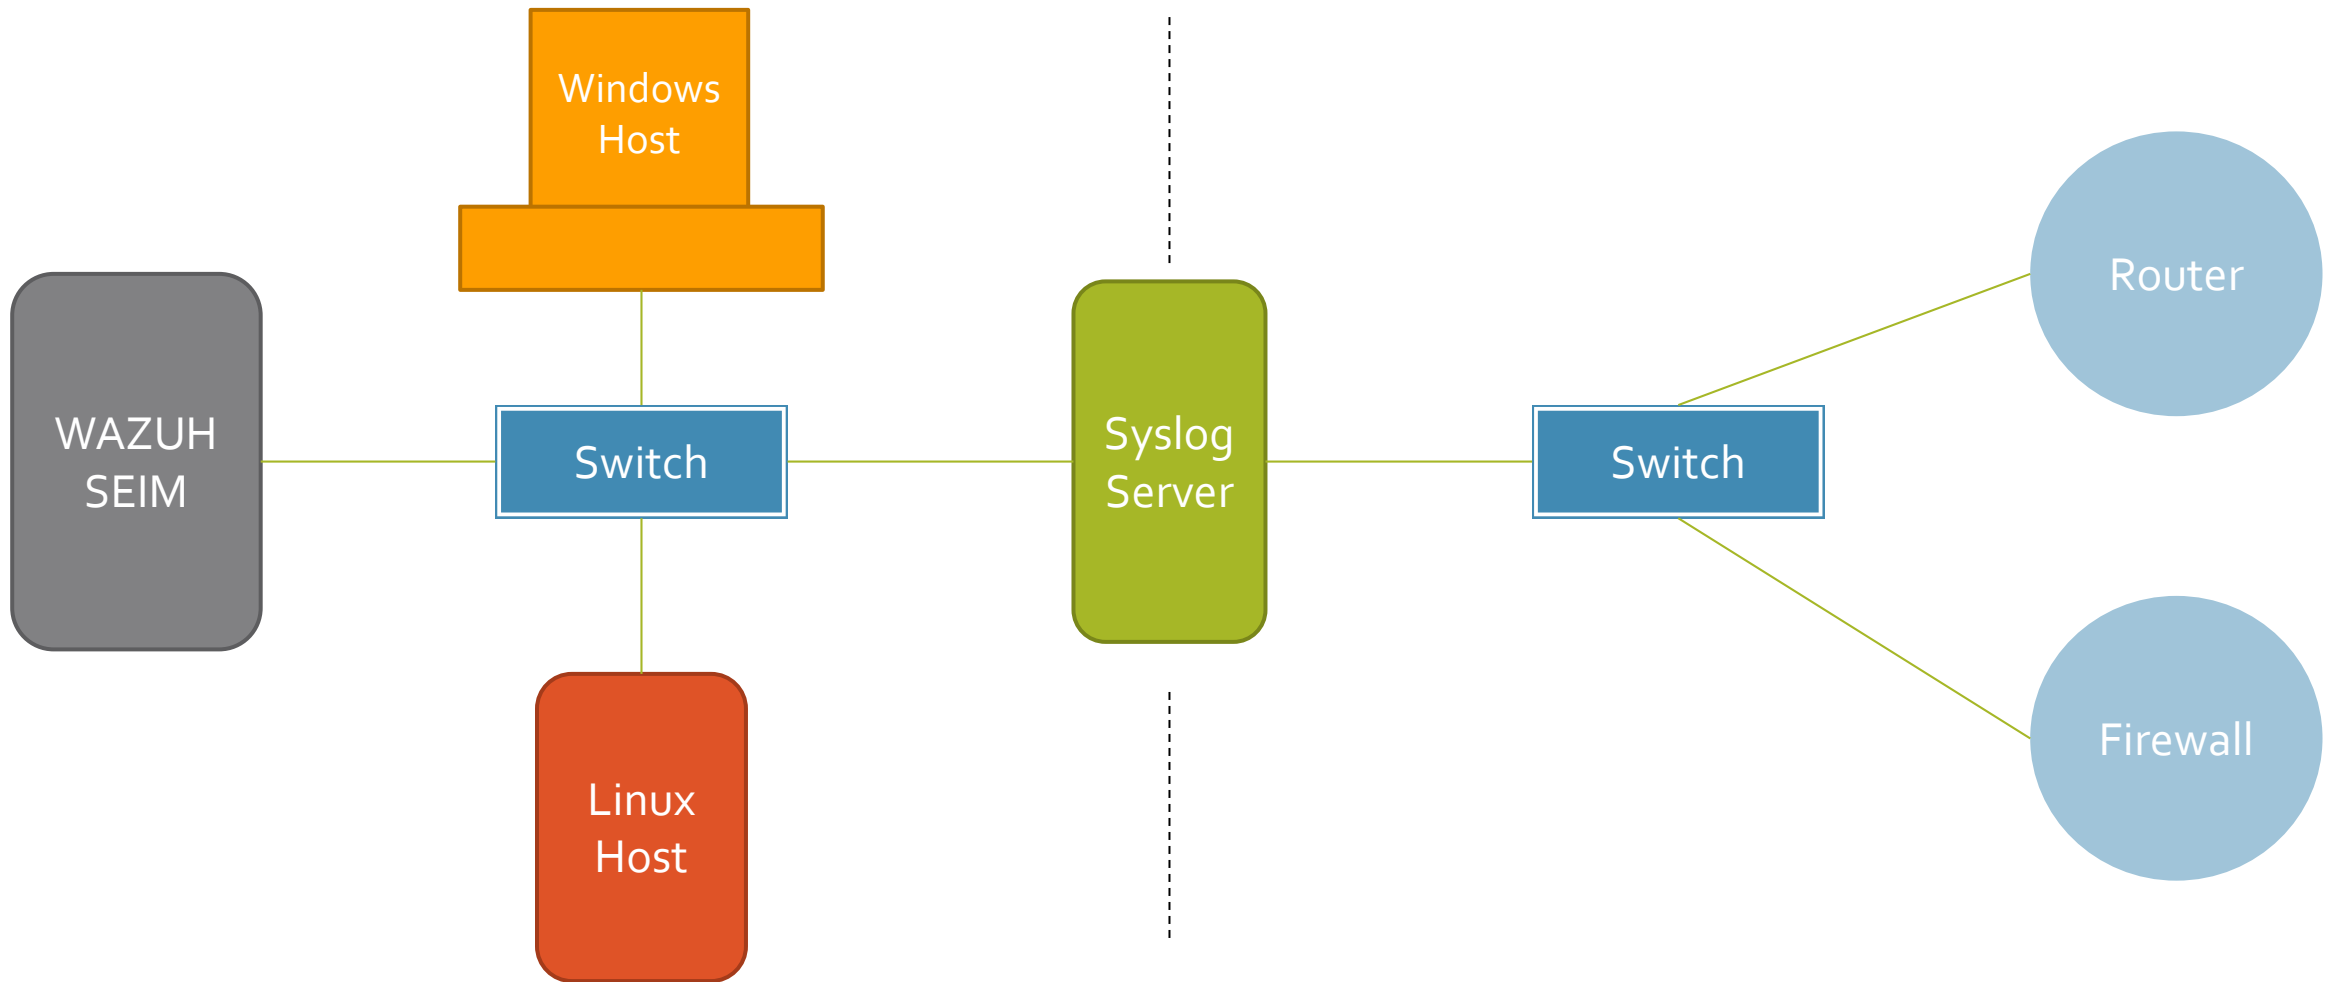 Windows
Host
WAZUH
SEIM
Switch
Syslog
Server
Switch
Router
Linux
Host
Firewall